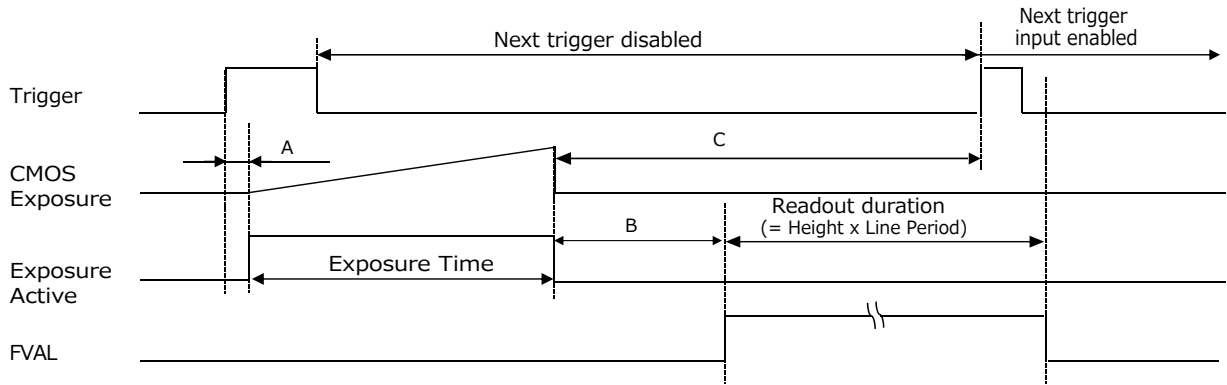 Next trigger disabled
Next trigger
input enabled
Trigger
A
C
CMOS
Exposure
Readout duration
(= Height x Line Period)
B
Exposure Time
Exposure
Active
FVAL